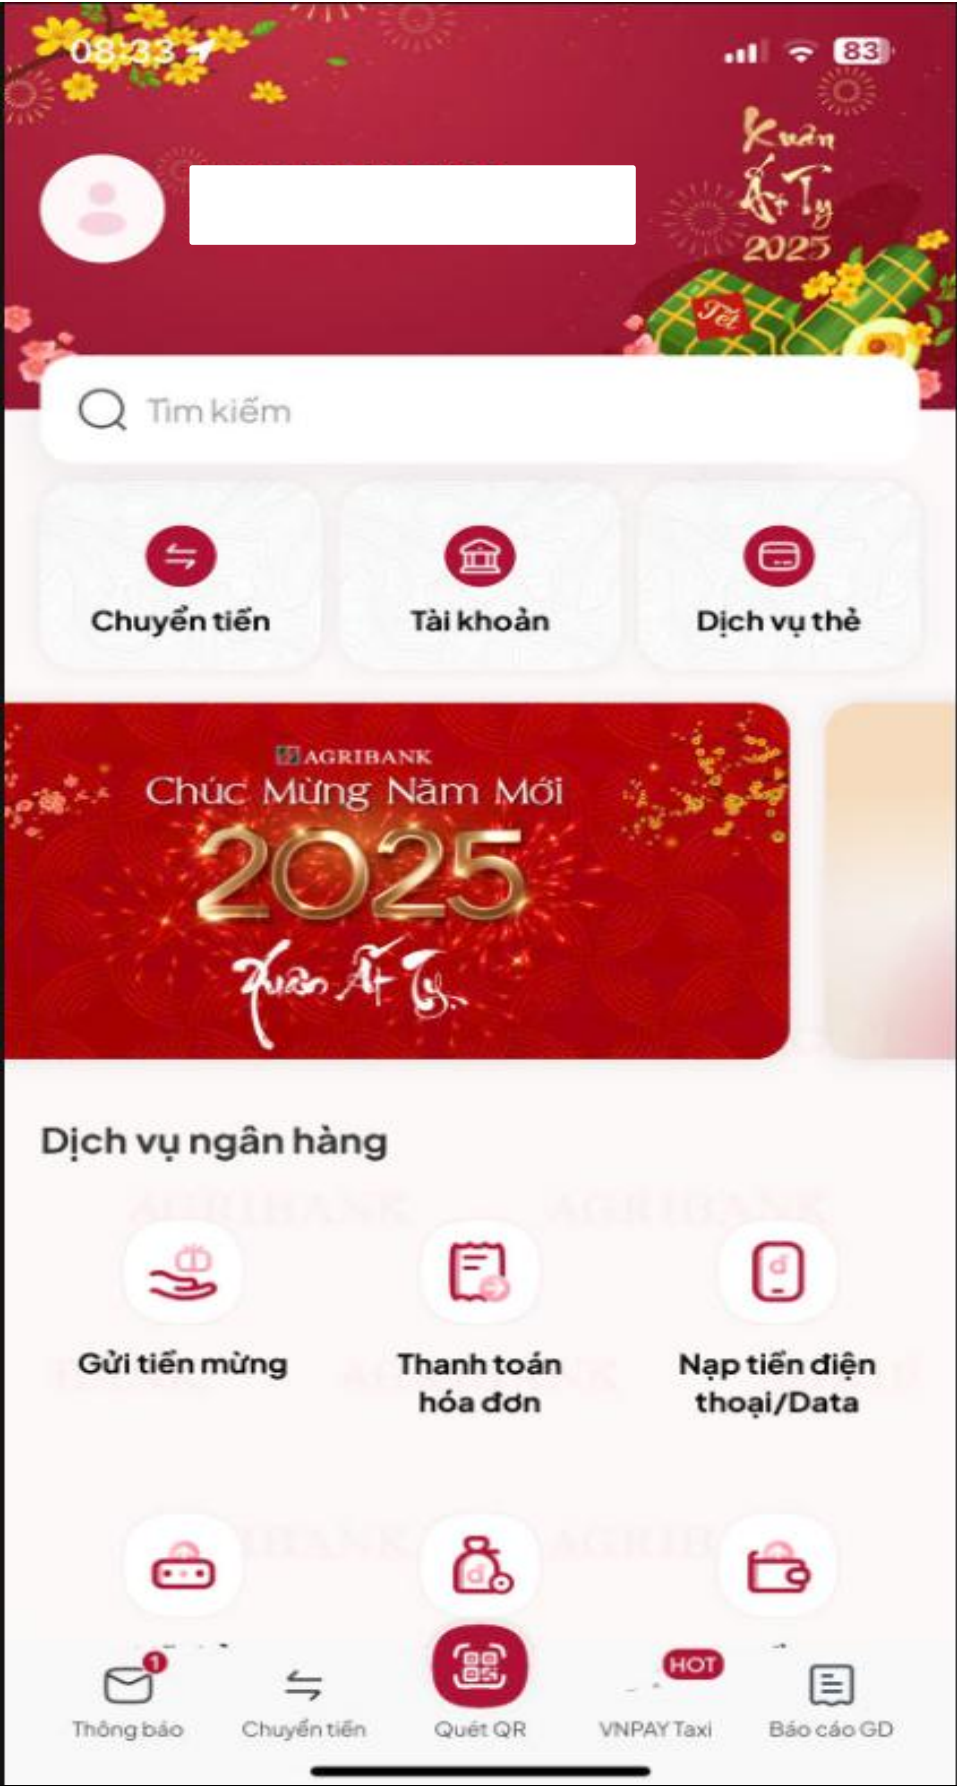 08:33
83
Xuân
Ất Tỵ
2025
Tết
Tìm kiếm
Chuyển tiền
Tài khoản
Dịch vụ thẻ
AGRIBANK
Chúc Mừng Năm Mới
2025
Xuân Ất Tỵ
Dịch vụ ngân hàng
AGRIBANK AGRIBANK
Gửi tiền mừng
Thanh toán
hóa đơn
Nạp tiền điện
thoại/Data
1
HOT
Thông báo
Chuyển tiền
Quét QR
VNPAY Taxi
Báo cáo GD